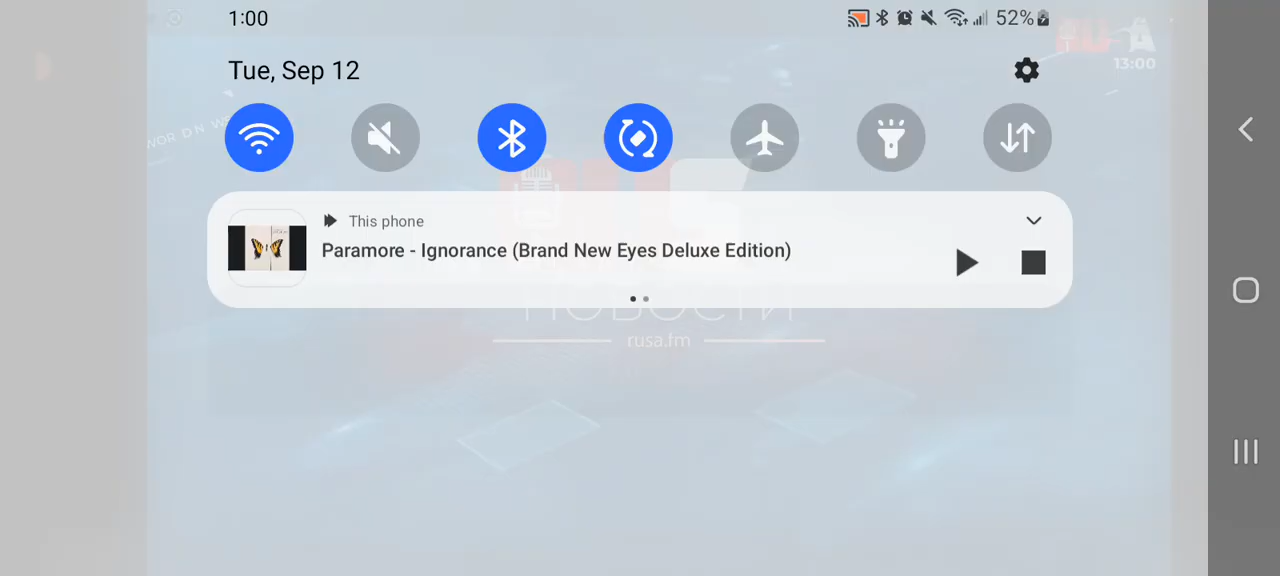 1:00
52%
13:00
Tue, Sep 12
This phone
Paramore - Ignorance (Brand New Eyes Deluxe Edition)
НОВОСТИ
rusa.fm